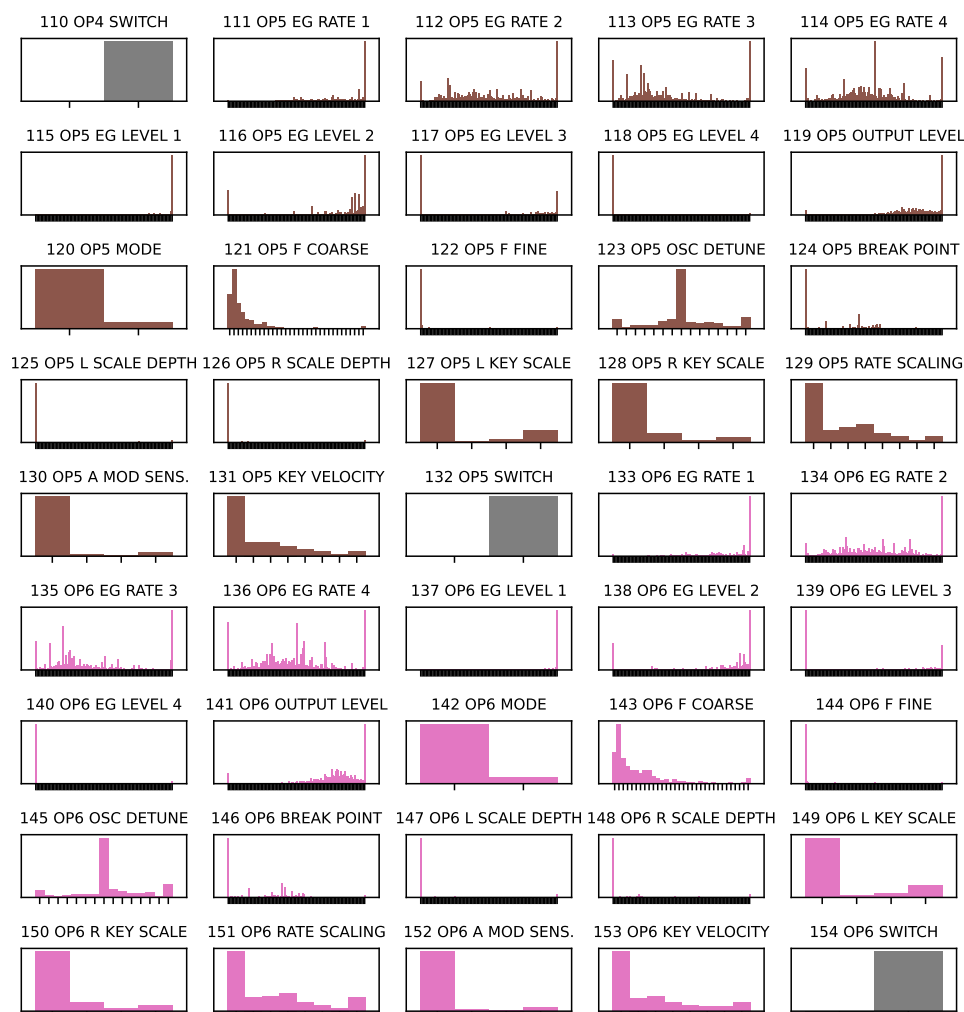 110 OP4 SWITCH
111 OP5 EG RATE 1
112 OP5 EG RATE 2
113 OP5 EG RATE 3
114 OP5 EG RATE 4
115 OP5 EG LEVEL 1
116 OP5 EG LEVEL 2
117 OP5 EG LEVEL 3
118 OP5 EG LEVEL 4
119 OP5 OUTPUT LEVEL
120 OP5 MODE
121 OP5 F COARSE
122 OP5 F FINE
123 OP5 OSC DETUNE
124 OP5 BREAK POINT
125 OP5 L SCALE DEPTH
126 OP5 R SCALE DEPTH
127 OP5 L KEY SCALE
128 OP5 R KEY SCALE
129 OP5 RATE SCALING
130 OP5 A MOD SENS.
131 OP5 KEY VELOCITY
132 OP5 SWITCH
133 OP6 EG RATE 1
134 OP6 EG RATE 2
135 OP6 EG RATE 3
136 OP6 EG RATE 4
137 OP6 EG LEVEL 1
138 OP6 EG LEVEL 2
139 OP6 EG LEVEL 3
140 OP6 EG LEVEL 4
141 OP6 OUTPUT LEVEL
142 OP6 MODE
143 OP6 F COARSE
144 OP6 F FINE
145 OP6 OSC DETUNE
146 OP6 BREAK POINT
147 OP6 L SCALE DEPTH
148 OP6 R SCALE DEPTH
149 OP6 L KEY SCALE
150 OP6 R KEY SCALE
151 OP6 RATE SCALING
152 OP6 A MOD SENS.
153 OP6 KEY VELOCITY
154 OP6 SWITCH